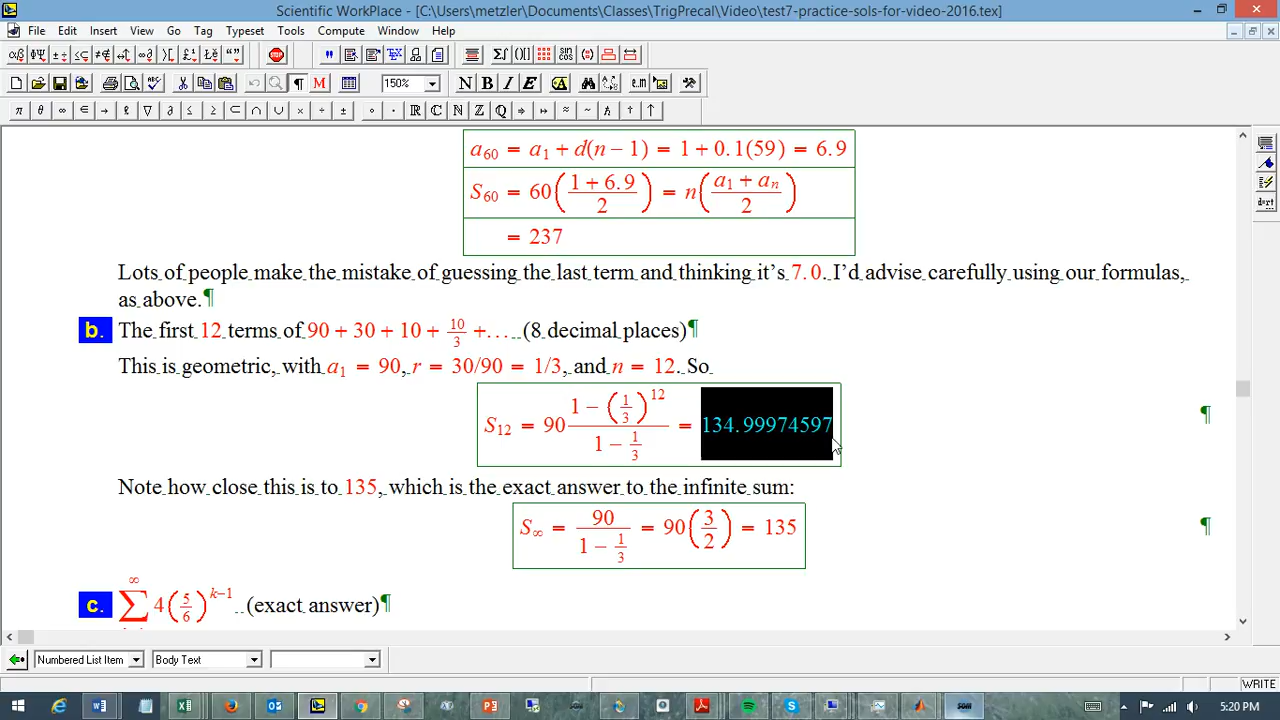 Scientific WorkPlace - [C:\Users\metzler\Documents\Classes\TrigPrecal\Video\test7-practice-sols-for-video-2016.tex]
File Edit Insert View Go Tag Typeset Tools Compute Window Help
150%
a₆₀ = a₁ + d(n − 1) = 1 + 0.1(59) = 6.9
S₆₀ = 60((1 + 6.9)/2) = n((a₁ + aₙ)/2)
= 237
Lots of people make the mistake of guessing the last term and thinking it's 7.0. I'd advise carefully using our formulas,
as above.¶
b. The first 12 terms of 90 + 30 + 10 + 10/3 +… (8 decimal places)¶
This is geometric, with a₁ = 90, r = 30/90 = 1/3, and n = 12. So
S₁₂ = 90 (1 − (1/3)¹²)/(1 − 1/3) = 134.99974597 ¶
Note how close this is to 135, which is the exact answer to the infinite sum:
S∞ = 90/(1 − 1/3) = 90(3/2) = 135 ¶
c. ∑^∞ 4(5/6)^(k−1) (exact answer)¶
Numbered List Item Body Text
WRITE
5:20 PM